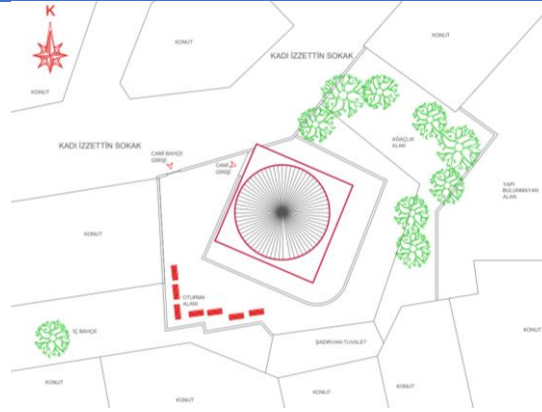 K
KONUT
KONUT
KADI İZZETTİN SOKAK
KONUT
KADI İZZETTİN SOKAK
CAMİ BAHÇE
GİRİŞİ
CAMİ
GİRİŞİ
AĞAÇLIK
ALAN
YAPI
BULUNMAYAN
ALAN
KONUT
OTURMA
ALANI
İÇ BAHÇE
ŞADIRVAN-TUVALET
KONUT
KONUT
KONUT
KONUT
KONUT